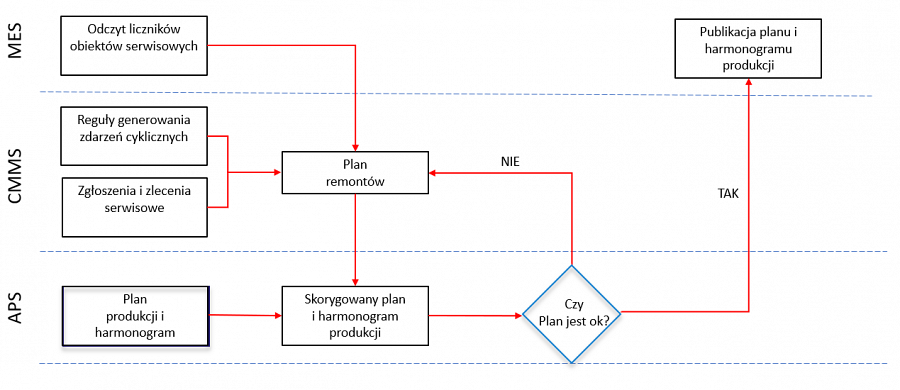 MES
Odczyt liczników
obiektów serwisowych
Publikacja planu i
harmonogramu
produkcji
CMMS
Reguły generowania
zdarzeń cyklicznych
Zgłoszenia i zlecenia
serwisowe
Plan
remontów
NIE
TAK
APS
Plan
produkcji i
harmonogram
Skorygowany plan
i harmonogram
produkcji
Czy
Plan jest ok?